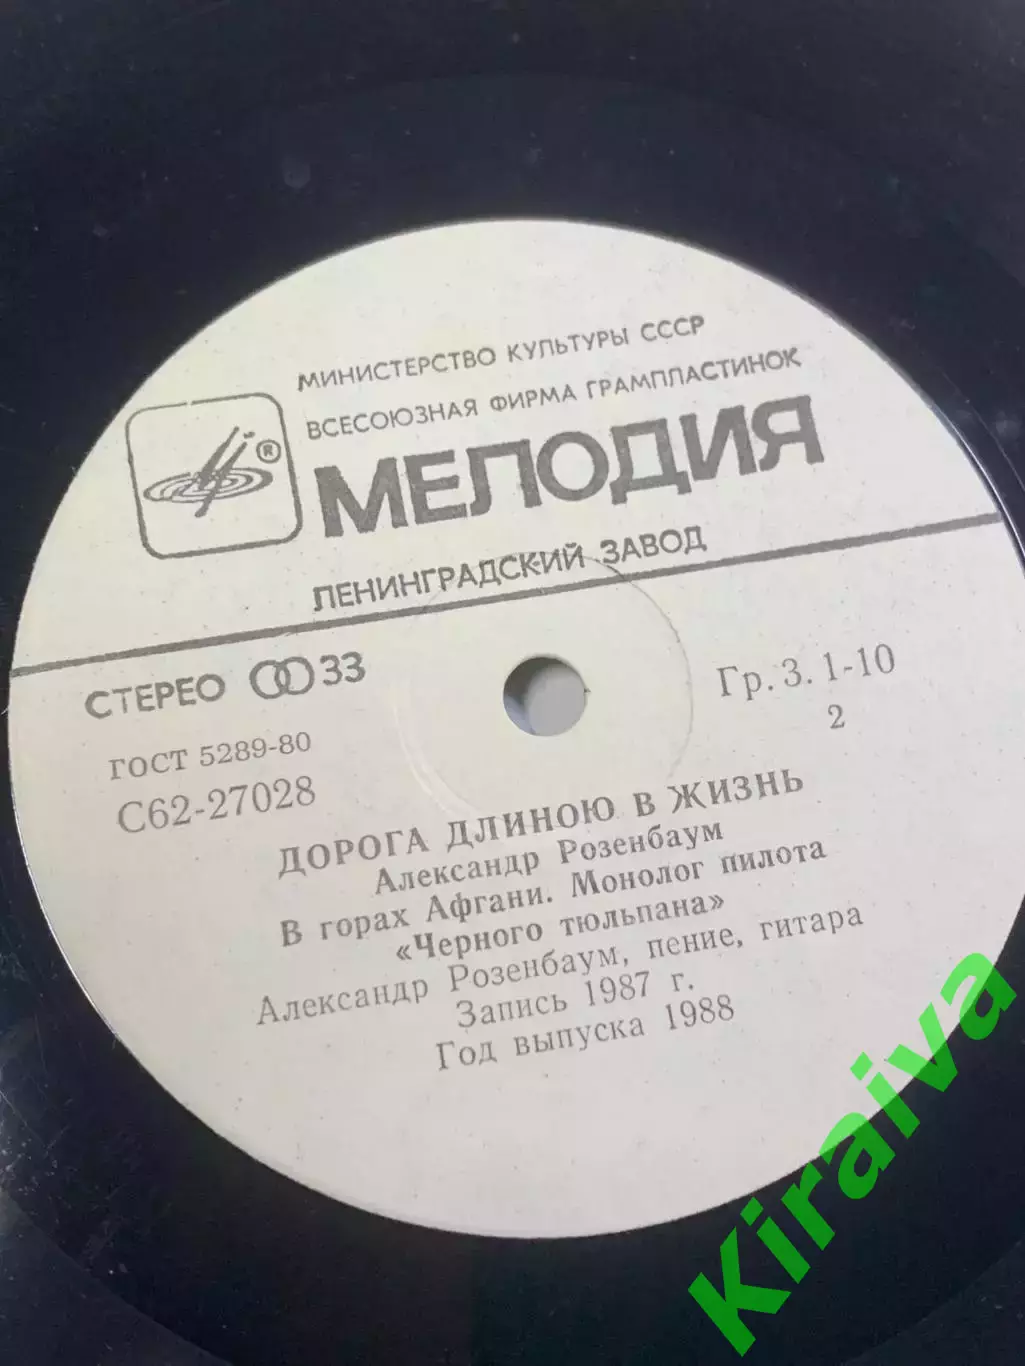 МИНИСТЕРСТВО КУЛЬТУРЫ СССР
ВСЕСОЮЗНАЯ ФИРМА ГРАМПЛАСТИНОК
®
МЕЛОДИЯ
ЛЕНИНГРАДСКИЙ ЗАВОД
СТЕРЕО 33
Гр. 3. 1-10
ГОСТ 5289-80
2
С62-27028
ДОРОГА ДЛИНОЮ В ЖИЗНЬ
Александр Розенбаум
В горах Афгани. Монолог пилота
«Черного тюльпана»
Александр Розенбаум, пение, гитара
Запись 1987 г.
Год выпуска 1988
Kiraiva